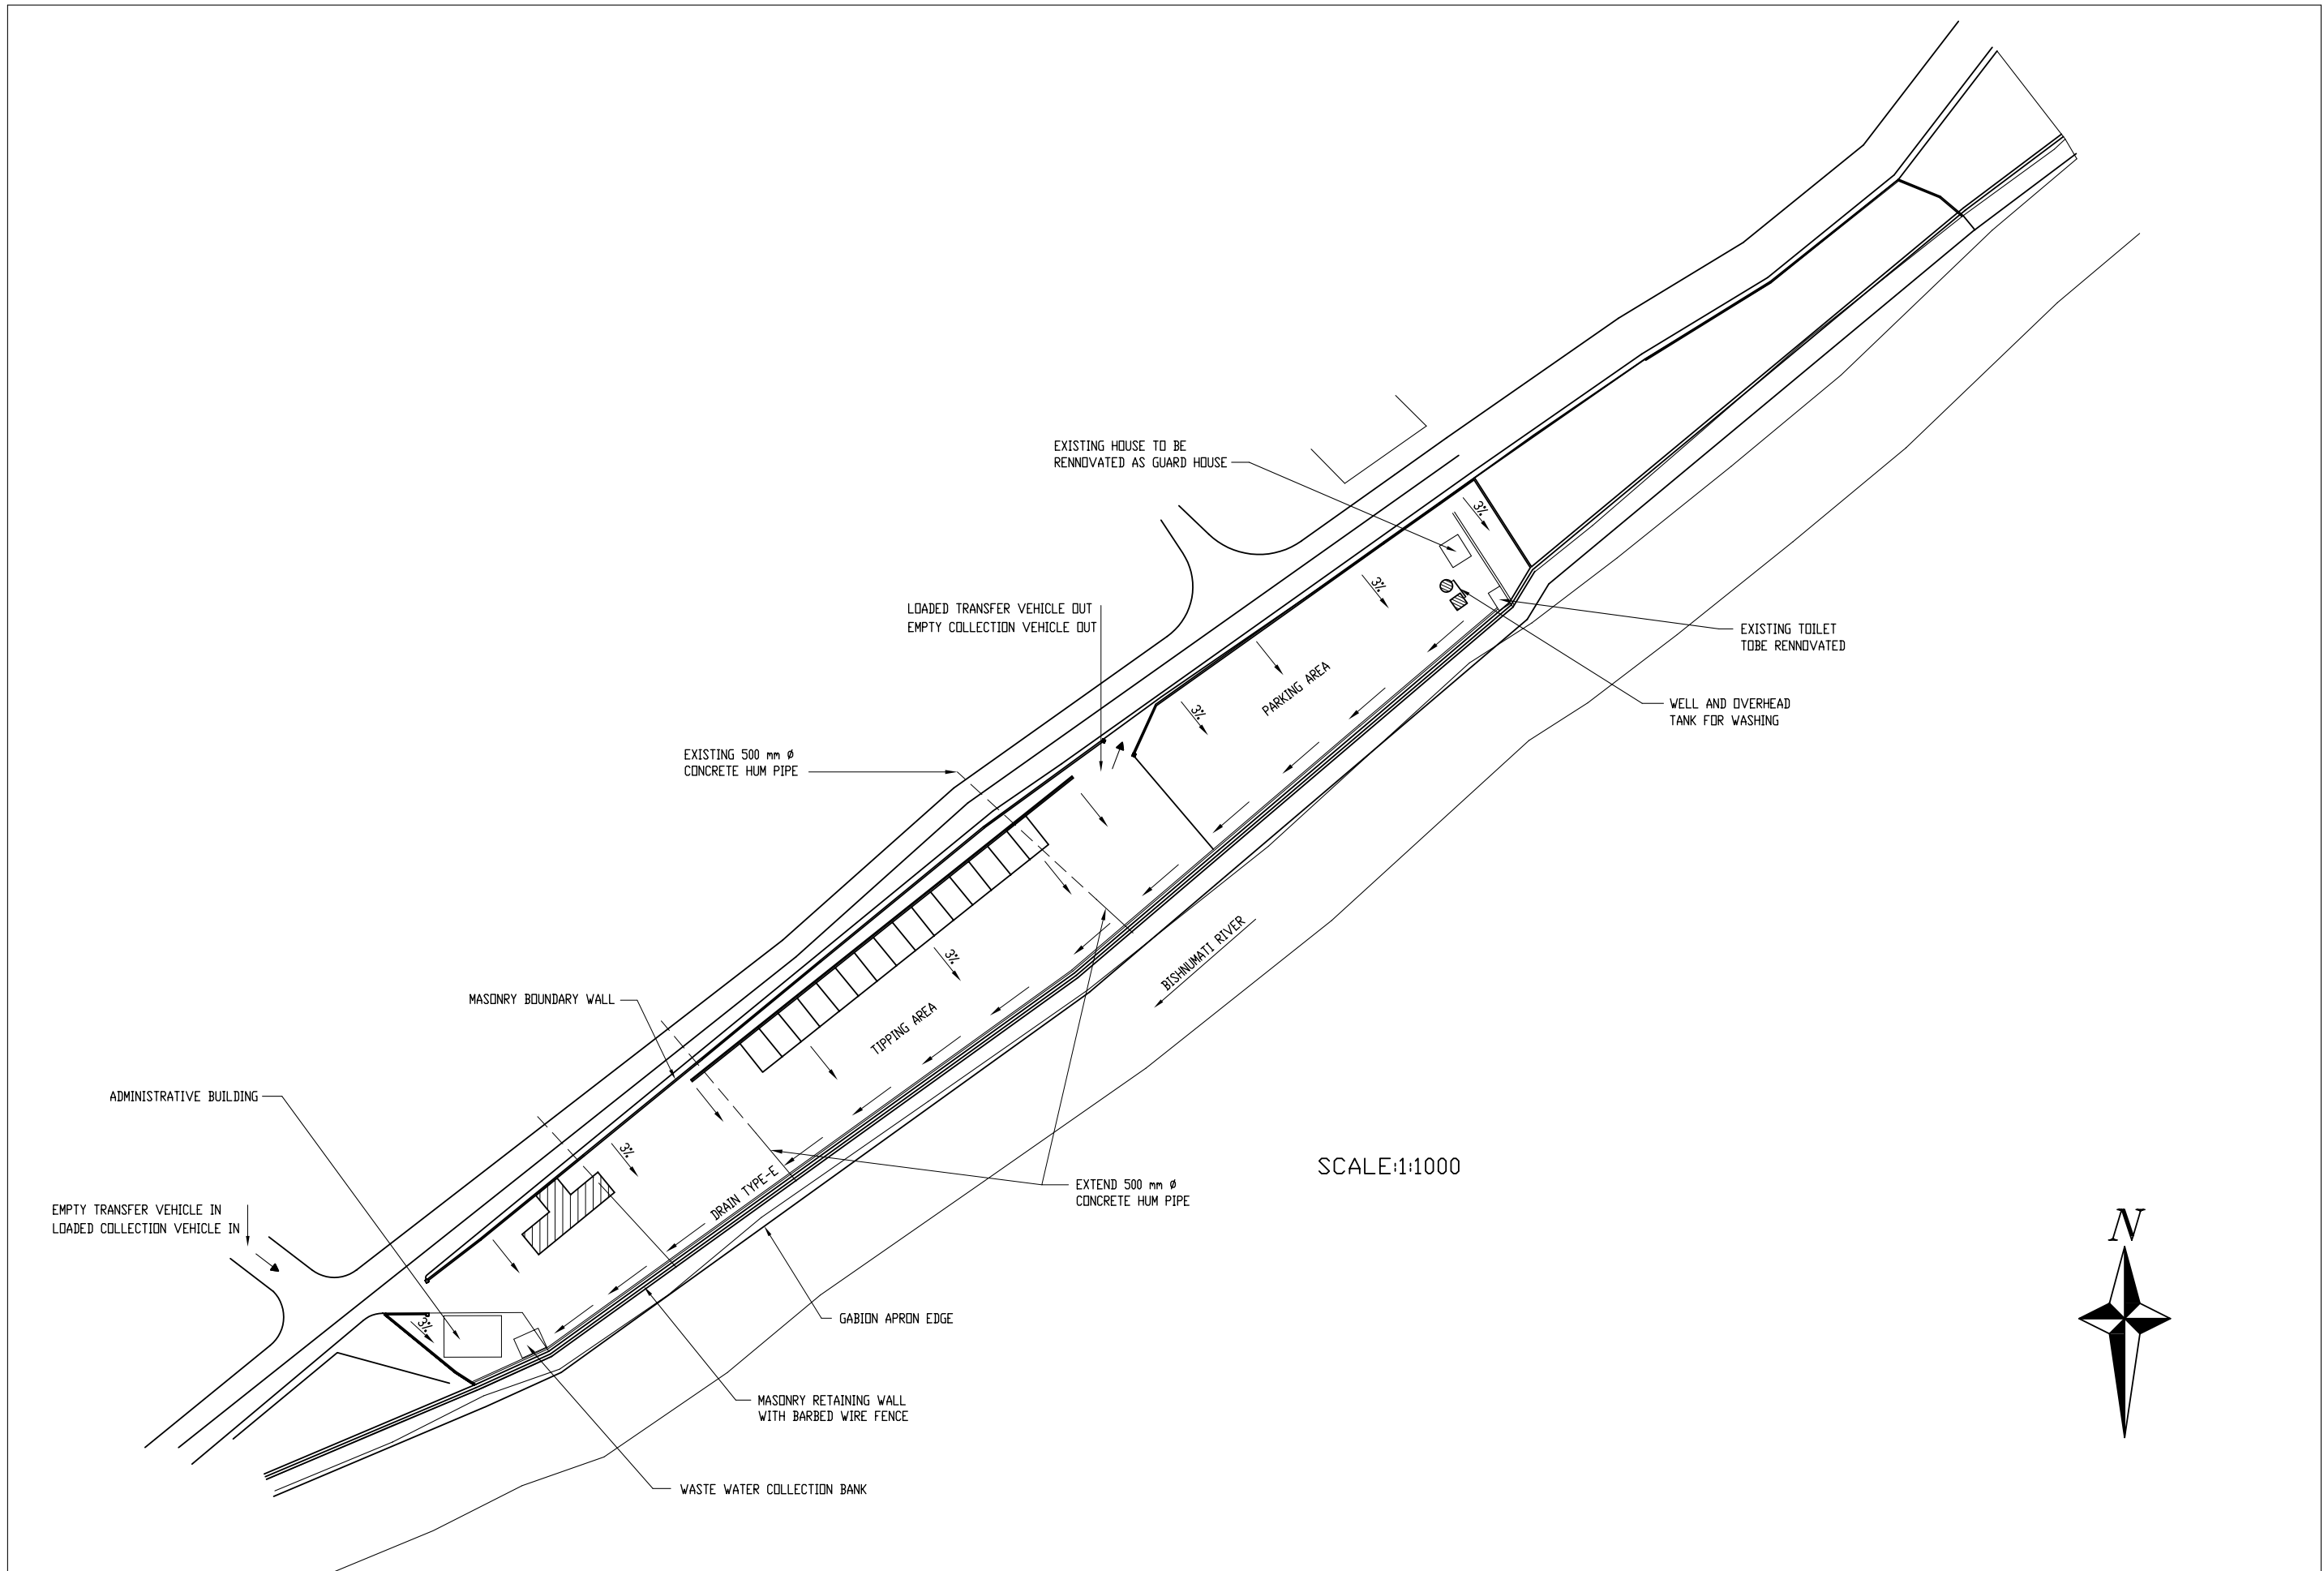 EXISTING HOUSE TO BE
RENNOVATED AS GUARD HOUSE
3%
3%
LOADED TRANSFER VEHICLE OUT
EMPTY COLLECTION VEHICLE OUT
EXISTING TOILET
TOBE RENNOVATED
PARKING AREA
WELL AND OVERHEAD
TANK FOR WASHING
3%
EXISTING 500 mm ø
CONCRETE HUM PIPE
BISHNUMATI RIVER
3%
MASONRY BOUNDARY WALL
TIPPING AREA
ADMINISTRATIVE BUILDING
3%
SCALE:1:1000
DRAIN TYPE-E
EXTEND 500 mm ø
CONCRETE HUM PIPE
EMPTY TRANSFER VEHICLE IN
LOADED COLLECTION VEHICLE IN
N
GABION APRON EDGE
3%
MASONRY RETAINING WALL
WITH BARBED WIRE FENCE
WASTE WATER COLLECTION BANK